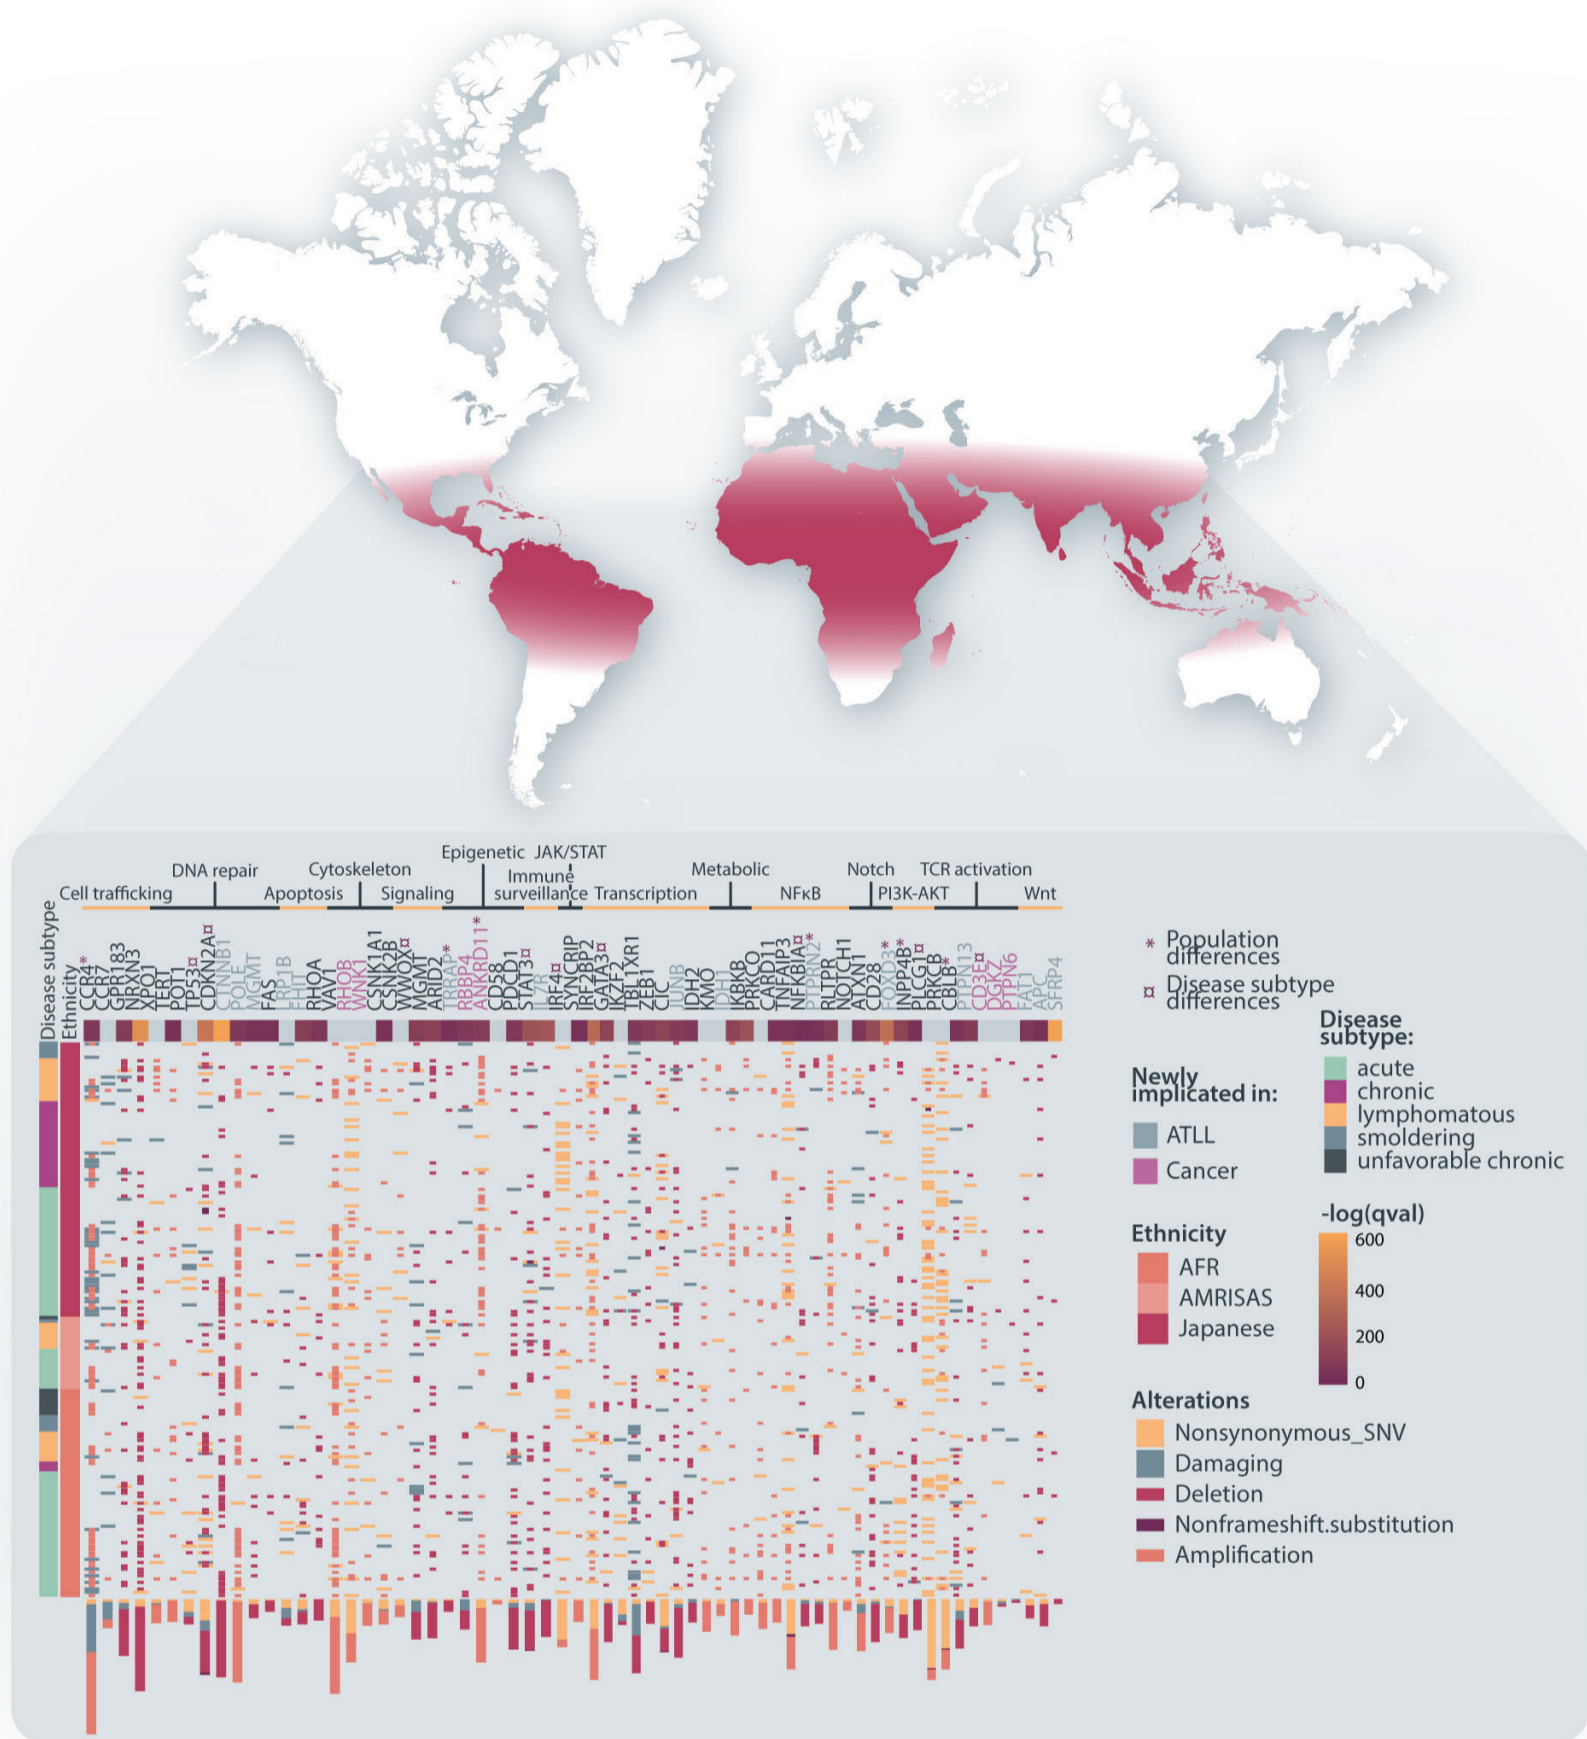 Epigenetic JAK/STAT
DNA repair Cytoskeleton Immune surveillance Metabolic Notch TCR activation
Cell trafficking Apoptosis Signaling Transcription NFκB PI3K-AKT Wnt
Disease subtype
Ethnicity
CCR4*
CCR7
GPR183
NRXN3
XPO1
TERT
POT1
TP53¤
CDKN2A¤
CTNNB1
POLE
MGMT
FAS
LRP1B
FHIT
RHOA
VAV1
RHOB
WNK1
CSNK1A1
CSNK2B
WWOX¤
MGMT
ARID2
TRRAP*
RBBP4
ANKRD11*
CD58
PDCD1
STAT3¤
IL7R
IRF4¤
SYNCRIP
IRF2BP2
GATA3¤
IKZF2
TBL1XR1
ZEB1
CIC
JUNB
IDH2
KMO
IDH1
IKBKB
PRKCQ
CARD11
TNFAIP3
NFKBIA¤
PTPRN2*
RLTPR
NOTCH1
ATXN1
CD28
FOXD3*
INPP4B*
PLCG1¤
PRKCB
CBLB*
PTP
CD3E¤
DGKZ
PTPN6
FAT1
APC
SFRP4
* Population
differences
¤ Disease subtype
differences
Newly
implicated in:
ATLL
Cancer
Disease
subtype:
acute
chronic
lymphomatous
smoldering
unfavorable chronic
Ethnicity
AFR
AMRISAS
Japanese
-log(qval)
600
400
200
0
Alterations
Nonsynonymous_SNV
Damaging
Deletion
Nonframeshift.substitution
Amplification